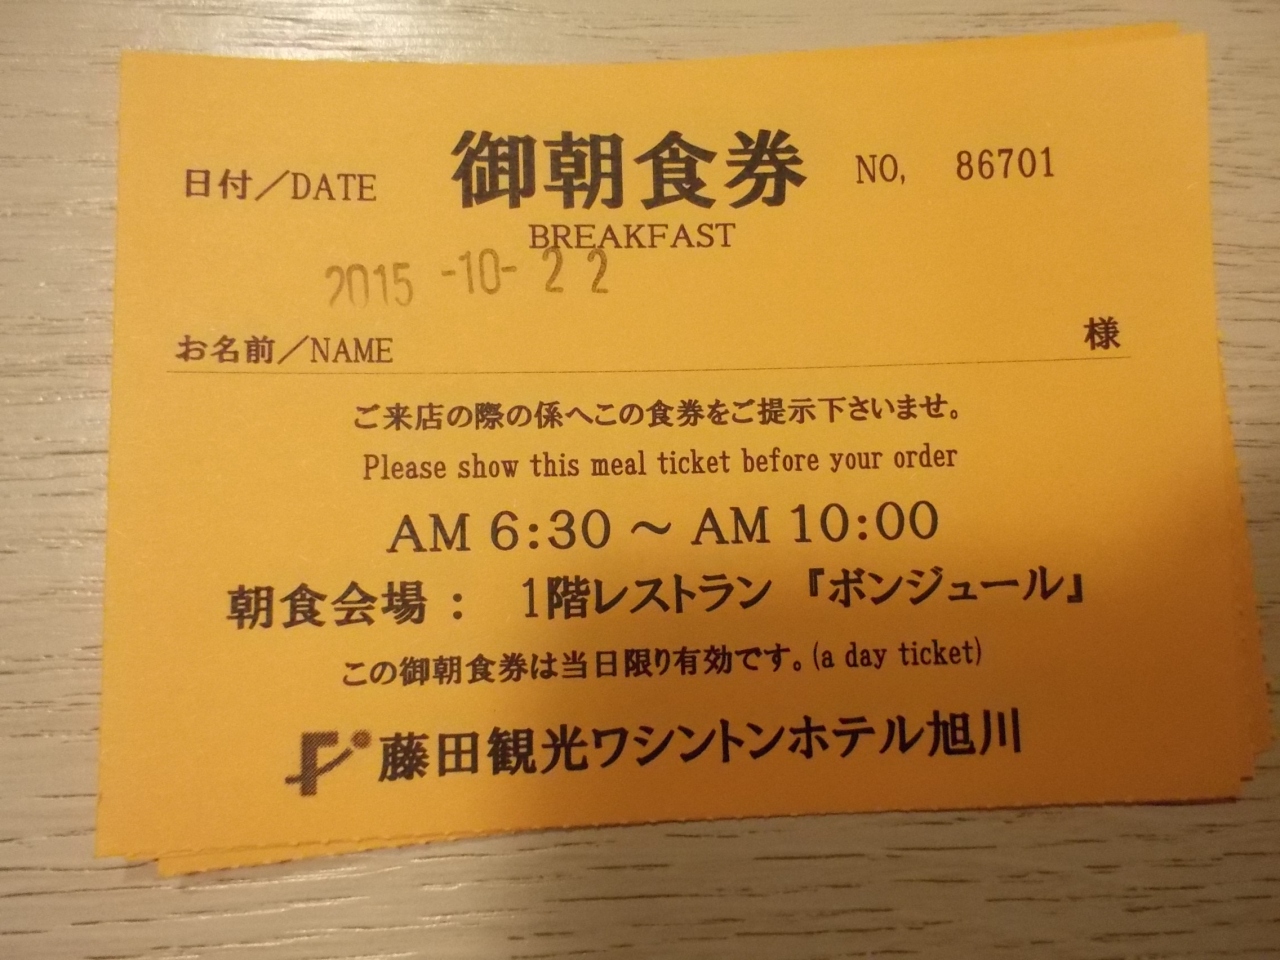 日付／DATE 御朝食券 NO, 86701
BREAKFAST
2015 -10- 22
お名前／NAME 様
ご来店の際の係へこの食券をご提示下さいませ。
Please show this meal ticket before your order
AM 6:30 ～ AM 10:00
朝食会場： 1階レストラン『ボンジュール』
この御朝食券は当日限り有効です。(a day ticket)
藤田観光ワシントンホテル旭川